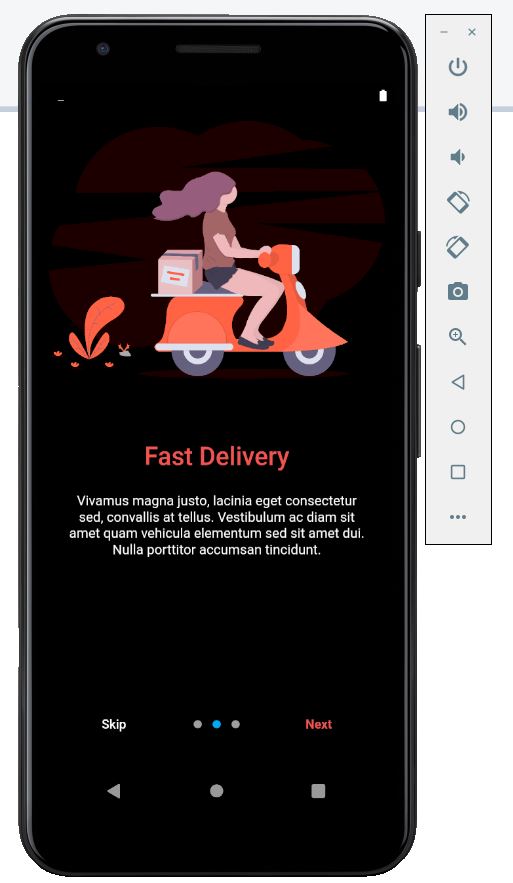 Fast Delivery
Vivamus magna justo, lacinia eget consectetur
sed, convallis at tellus. Vestibulum ac diam sit
amet quam vehicula elementum sed sit amet dui.
Nulla porttitor accumsan tincidunt.
Skip
Next